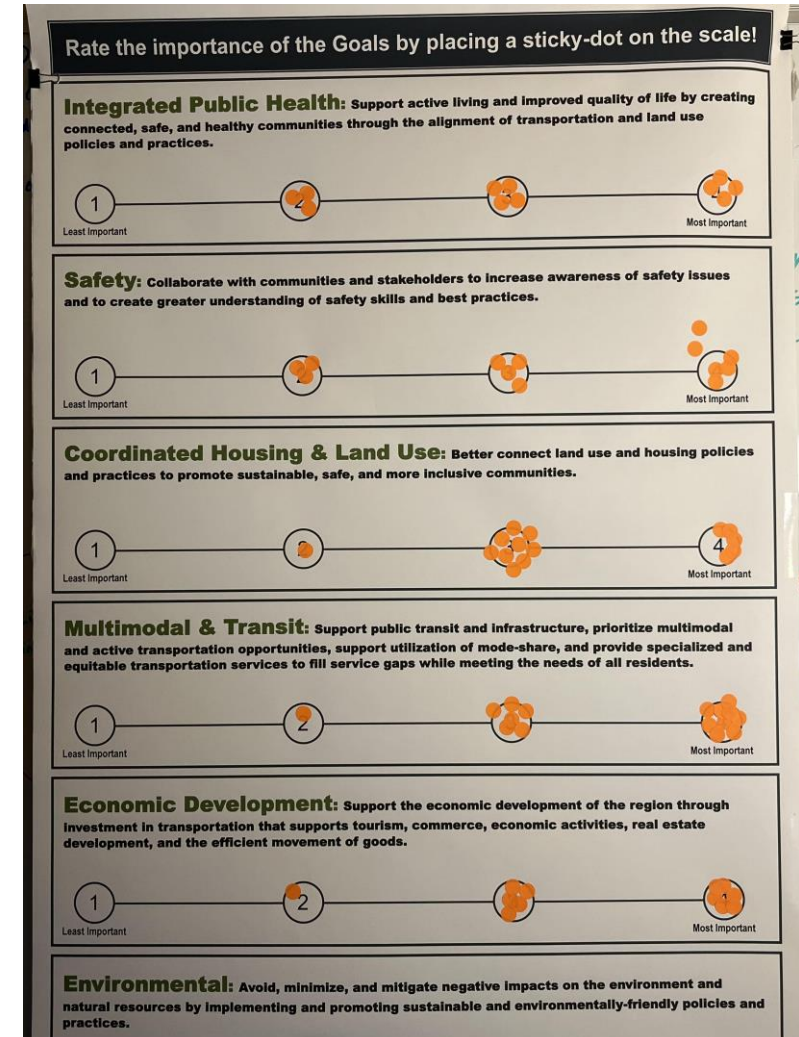 Rate the importance of the Goals by placing a sticky-dot on the scale!
Integrated Public Health: Support active living and improved quality of life by creating
connected, safe, and healthy communities through the alignment of transportation and land use
policies and practices.
1
2
3
Least Important
Most Important
Safety: Collaborate with communities and stakeholders to increase awareness of safety issues
and to create greater understanding of safety skills and best practices.
1
Least Important
Most Important
Coordinated Housing & Land Use: Better connect land use and housing policies
and practices to promote sustainable, safe, and more inclusive communities.
1
2
4
Least Important
Most Important
Multimodal & Transit: Support public transit and infrastructure, prioritize multimodal
and active transportation opportunities, support utilization of mode-share, and provide specialized and
equitable transportation services to fill service gaps while meeting the needs of all residents.
1
2
Least Important
Most Important
Economic Development: Support the economic development of the region through
investment in transportation that supports tourism, commerce, economic activities, real estate
development, and the efficient movement of goods.
1
2
Least Important
Most Important
Environmental: Avoid, minimize, and mitigate negative impacts on the environment and
natural resources by implementing and promoting sustainable and environmentally-friendly policies and
practices.